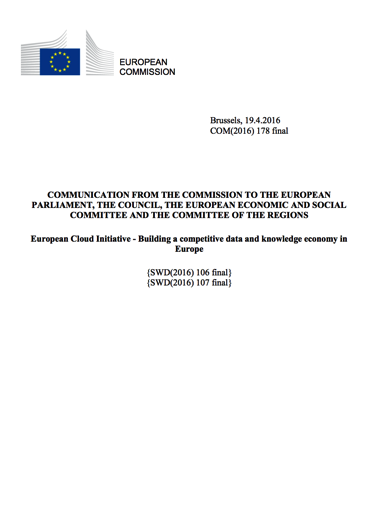 EUROPEAN
COMMISSION
Brussels, 19.4.2016
COM(2016) 178 final
COMMUNICATION FROM THE COMMISSION TO THE EUROPEAN
PARLIAMENT, THE COUNCIL, THE EUROPEAN ECONOMIC AND SOCIAL
COMMITTEE AND THE COMMITTEE OF THE REGIONS
European Cloud Initiative - Building a competitive data and knowledge economy in
Europe
{SWD(2016) 106 final}
{SWD(2016) 107 final}